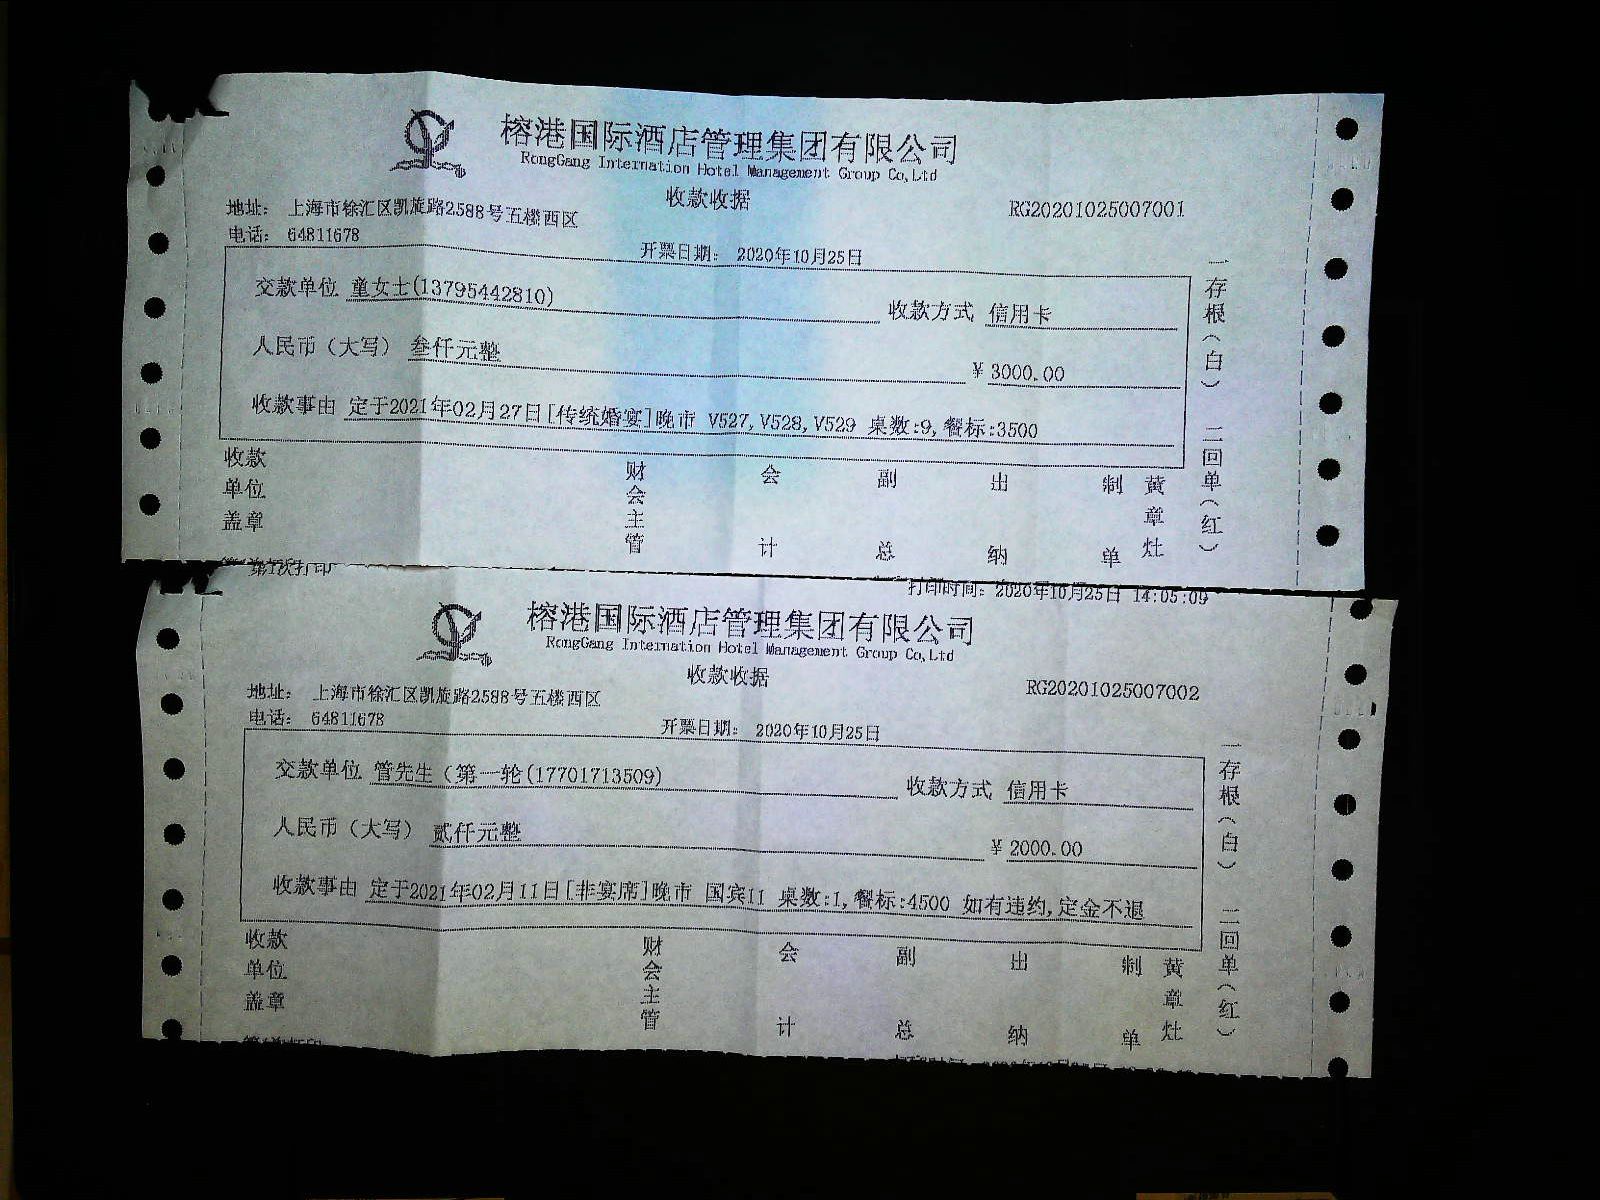 榕港国际酒店管理集团有限公司
RongGang Internation Hotel Management Group Co,Ltd
收款收据
地址： 上海市徐汇区凯旋路2588号五楼西区
RG20201025007001
电话： 64811678
开票日期： 2020年10月25日
交款单位 童女士(13795442810)
收款方式 信用卡
人民币（大写） 叁仟元整
¥ 3000.00
收款事由 定于2021年02月27日[传统婚宴]晚市 V527,V528,V529 桌数:9,餐标:3500
一存根（白） 二回单（红）
收款单位盖章
财会主管
会计
副总
出纳
制单
黄章灶
第1次打印
打印时间：2020年10月25日 14:05:09
榕港国际酒店管理集团有限公司
RongGang Internation Hotel Management Group Co,Ltd
收款收据
地址： 上海市徐汇区凯旋路2588号五楼西区
RG20201025007002
电话： 64811678
开票日期： 2020年10月25日
交款单位 管先生（第一轮(17701713509)
收款方式 信用卡
人民币（大写） 贰仟元整
¥ 2000.00
收款事由 定于2021年02月11日[非宴席]晚市 国宾II 桌数:1,餐标:4500 如有违约,定金不退
一存根（白） 二回单（红）
收款单位盖章
财会主管
会计
副总
出纳
制单
黄章灶